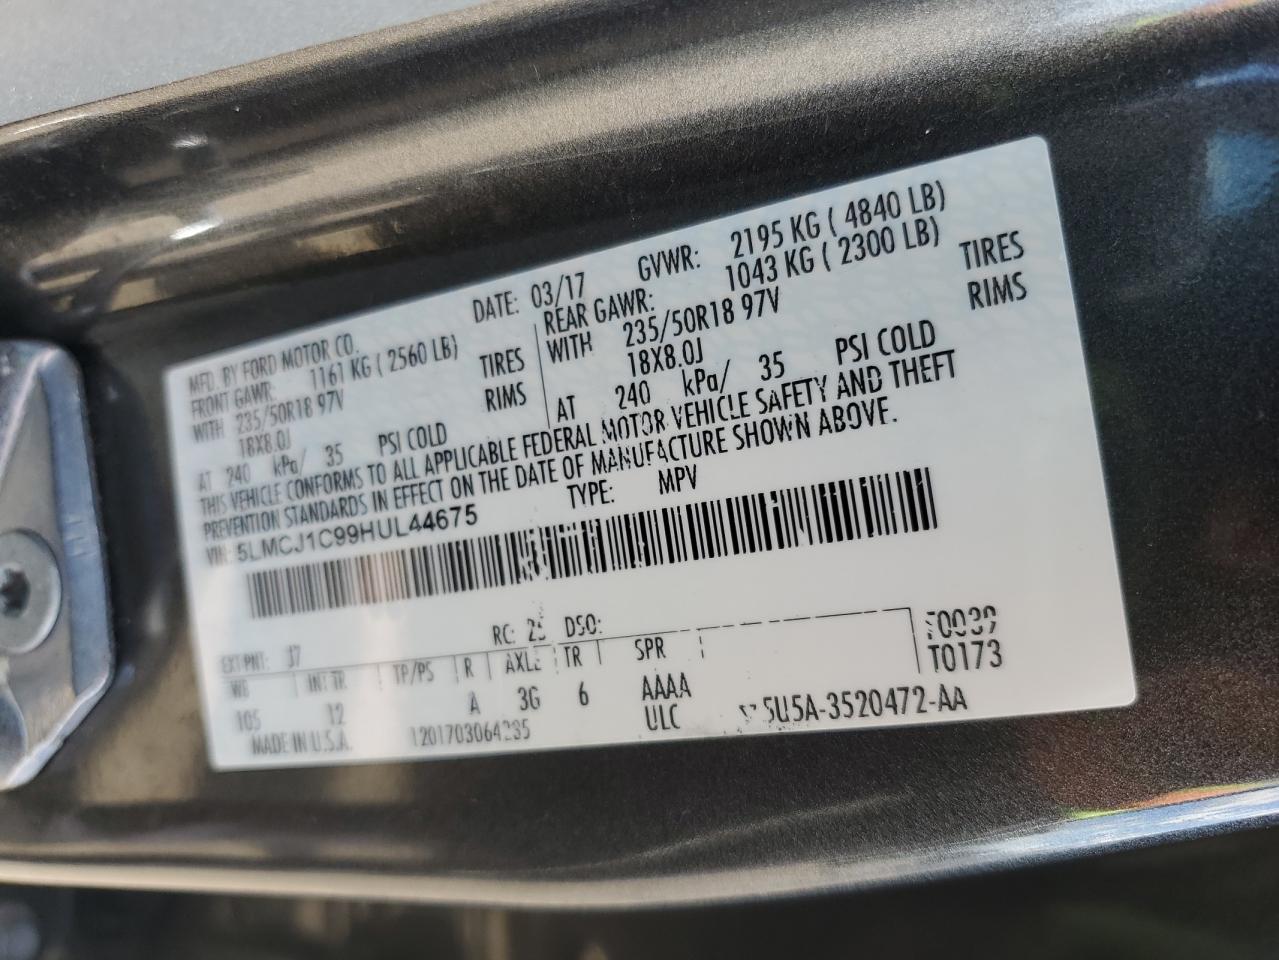 MFD. BY FORD MOTOR CO. DATE: 03/17 GVWR: 2195 KG ( 4840 LB)
FRONT GAWR: 1161 KG ( 2560 LB) REAR GAWR: 1043 KG ( 2300 LB)
WITH 235/50R18 97V TIRES WITH 235/50R18 97V TIRES
18X8.0J RIMS 18X8.0J RIMS
AT 240 kPa/ 35 PSI COLD AT 240 kPa/ 35 PSI COLD
THIS VEHICLE CONFORMS TO ALL APPLICABLE FEDERAL MOTOR VEHICLE SAFETY AND THEFT
PREVENTION STANDARDS IN EFFECT ON THE DATE OF MANUFACTURE SHOWN ABOVE.
VIN: 5LMCJ1C99HUL44675 TYPE: MPV
EXT PNT: RC: DSO:
WB INT TR TP/PS R AXLE TR SPR T0173
105 12 A 3G 6 AAAA
MADE IN U.S.A. ULC 5U5A-3520472-AA